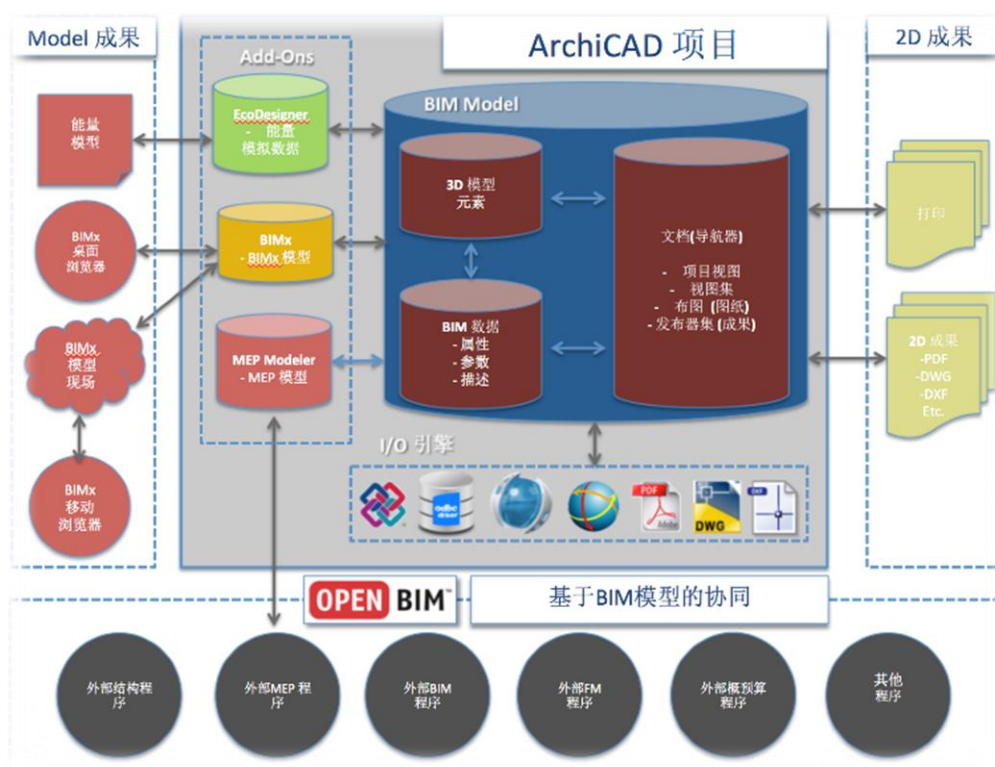 Model 成果
ArchiCAD 项目
2D 成果
Add-Ons
能量
模型
EcoDesigner
- 能量
模拟数据
BIMx
桌面
浏览器
BIMx
- BIMx 模型
BIMx
模型
现场
MEP Modeler
- MEP 模型
BIMx
移动
浏览器
BIM Model
3D 模型
元素
BIM 数据
- 属性
- 参数
- 描述
文档(导航器)
- 项目视图
- 视图集
- 布图 (图纸)
- 发布器集 (成果)
打印
2D 成果
-PDF
-DWG
-DXF
Etc.
I/O 引擎
odbc
driver
PDF
Adobe
DWG
DXF
OPEN BIM™
基于BIM模型的协同
外部结构程
序
外部MEP 程
序
外部BIM
程序
外部FM
程序
外部概预算
程序
其他
程序